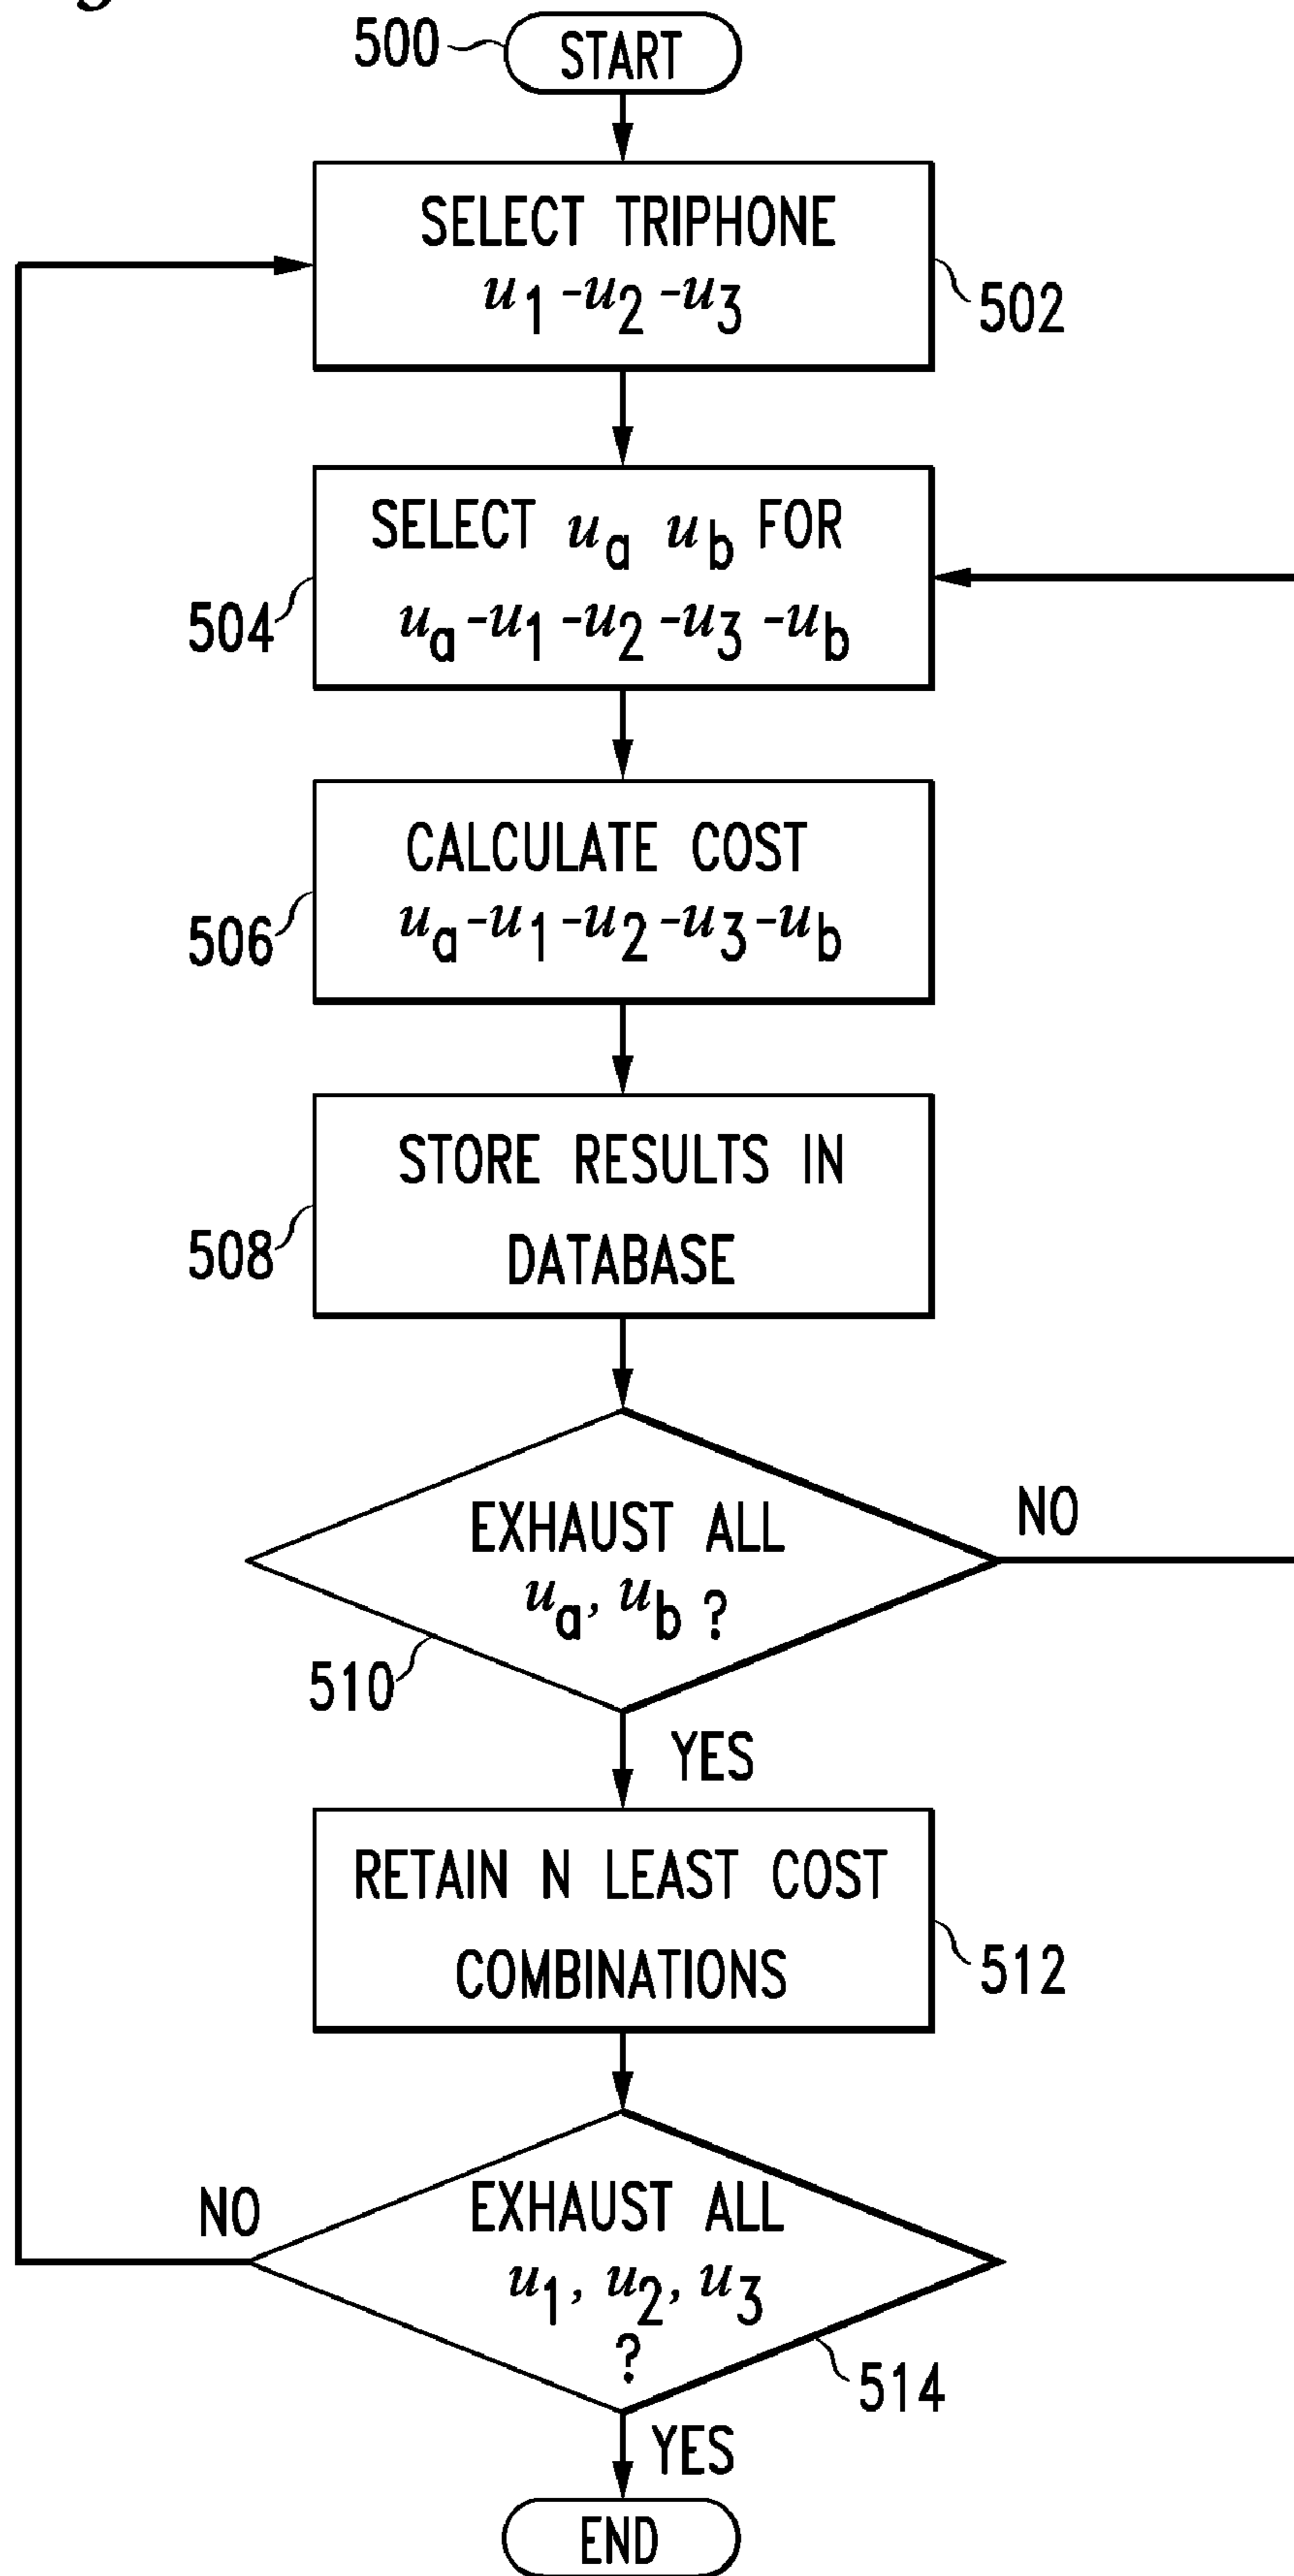 500 START
SELECT TRIPHONE
u1 -u2 -u3
502
SELECT ua ub FOR
ua -u1 -u2 -u3 -ub
504
CALCULATE COST
ua -u1 -u2 -u3 -ub
506
STORE RESULTS IN
DATABASE
508
EXHAUST ALL
ua, ub ?
NO
510
YES
RETAIN N LEAST COST
COMBINATIONS
512
NO
EXHAUST ALL
u1, u2, u3
?
514
YES
END